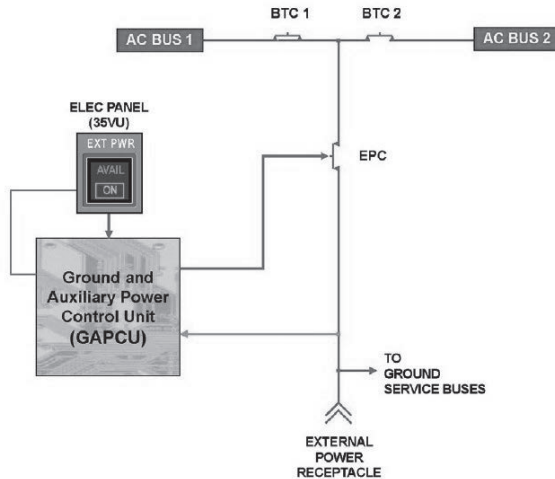 BTC 1
BTC 2
AC BUS 1
AC BUS 2
ELEC PANEL
(35VU)
EXT PWR
AVAIL
ON
EPC
Ground and
Auxiliary Power
Control Unit
(GAPCU)
TO
GROUND
SERVICE BUSES
EXTERNAL
POWER
RECEPTACLE